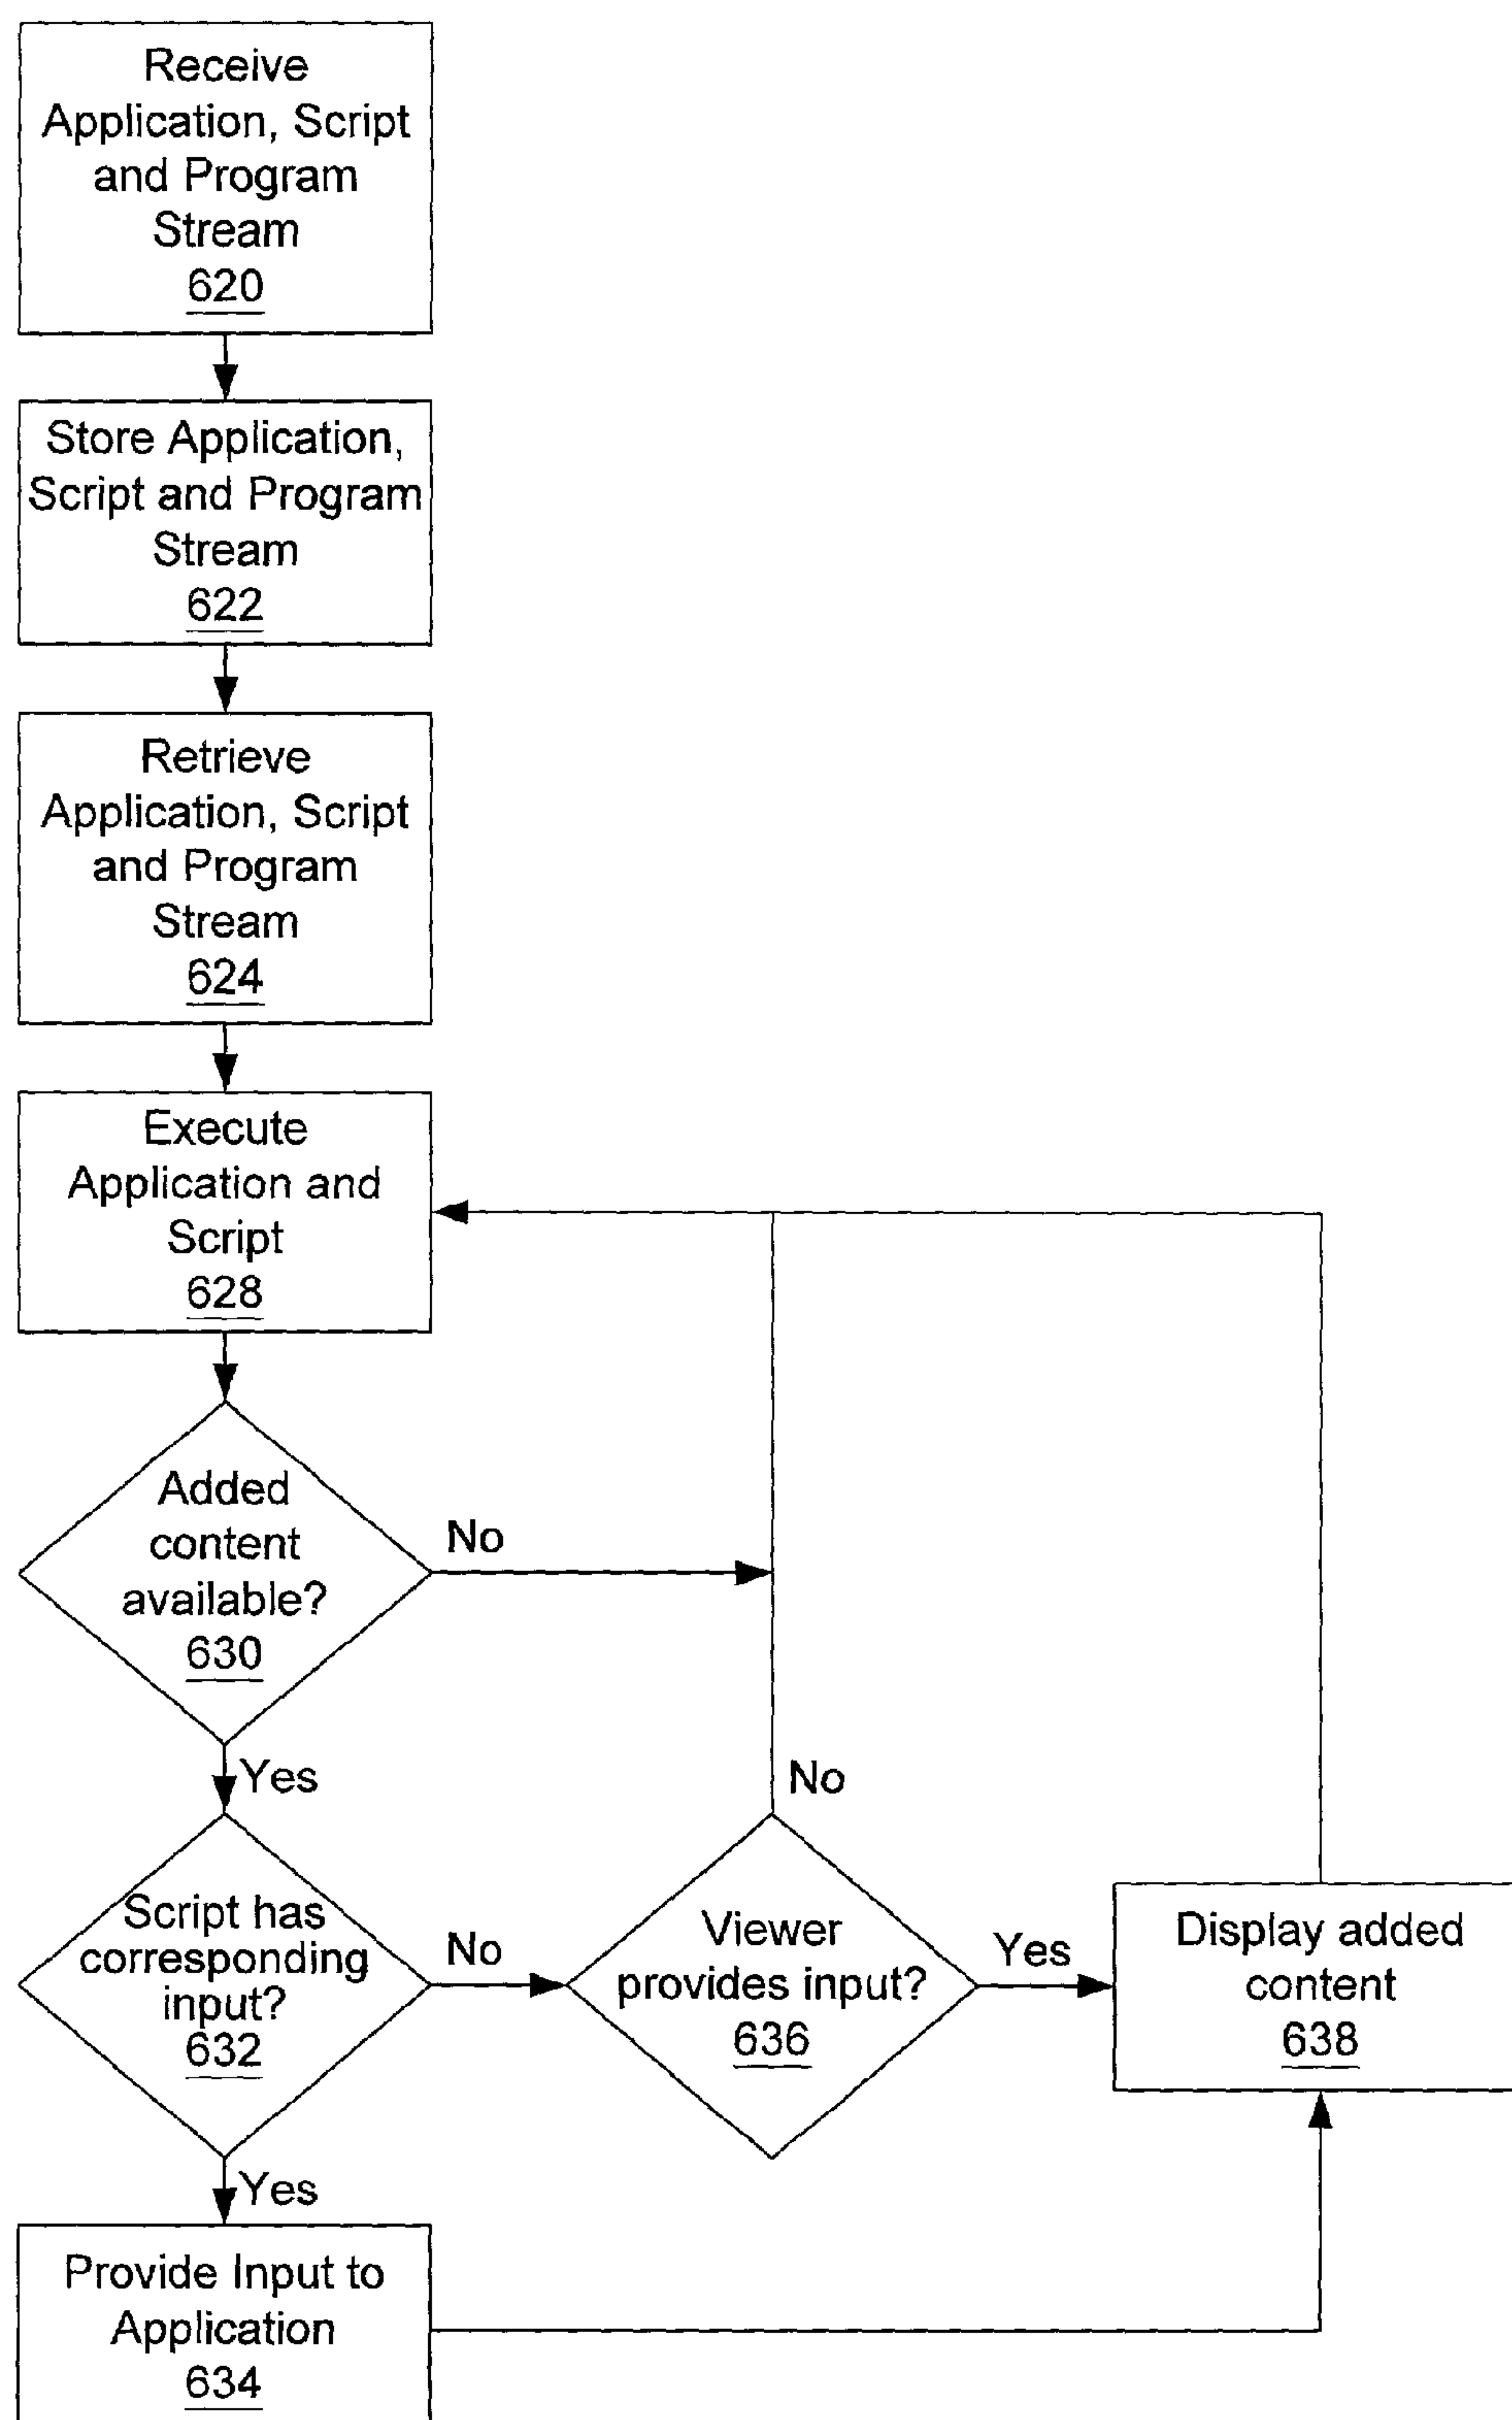 Receive
Application, Script
and Program
Stream
620
Store Application,
Script and Program
Stream
622
Retrieve
Application, Script
and Program
Stream
624
Execute
Application and
Script
628
Added
content
available?
630
No
Yes
Script has
corresponding
input?
632
No
Viewer
provides input?
636
No
Yes
Display added
content
638
Yes
Provide Input to
Application
634